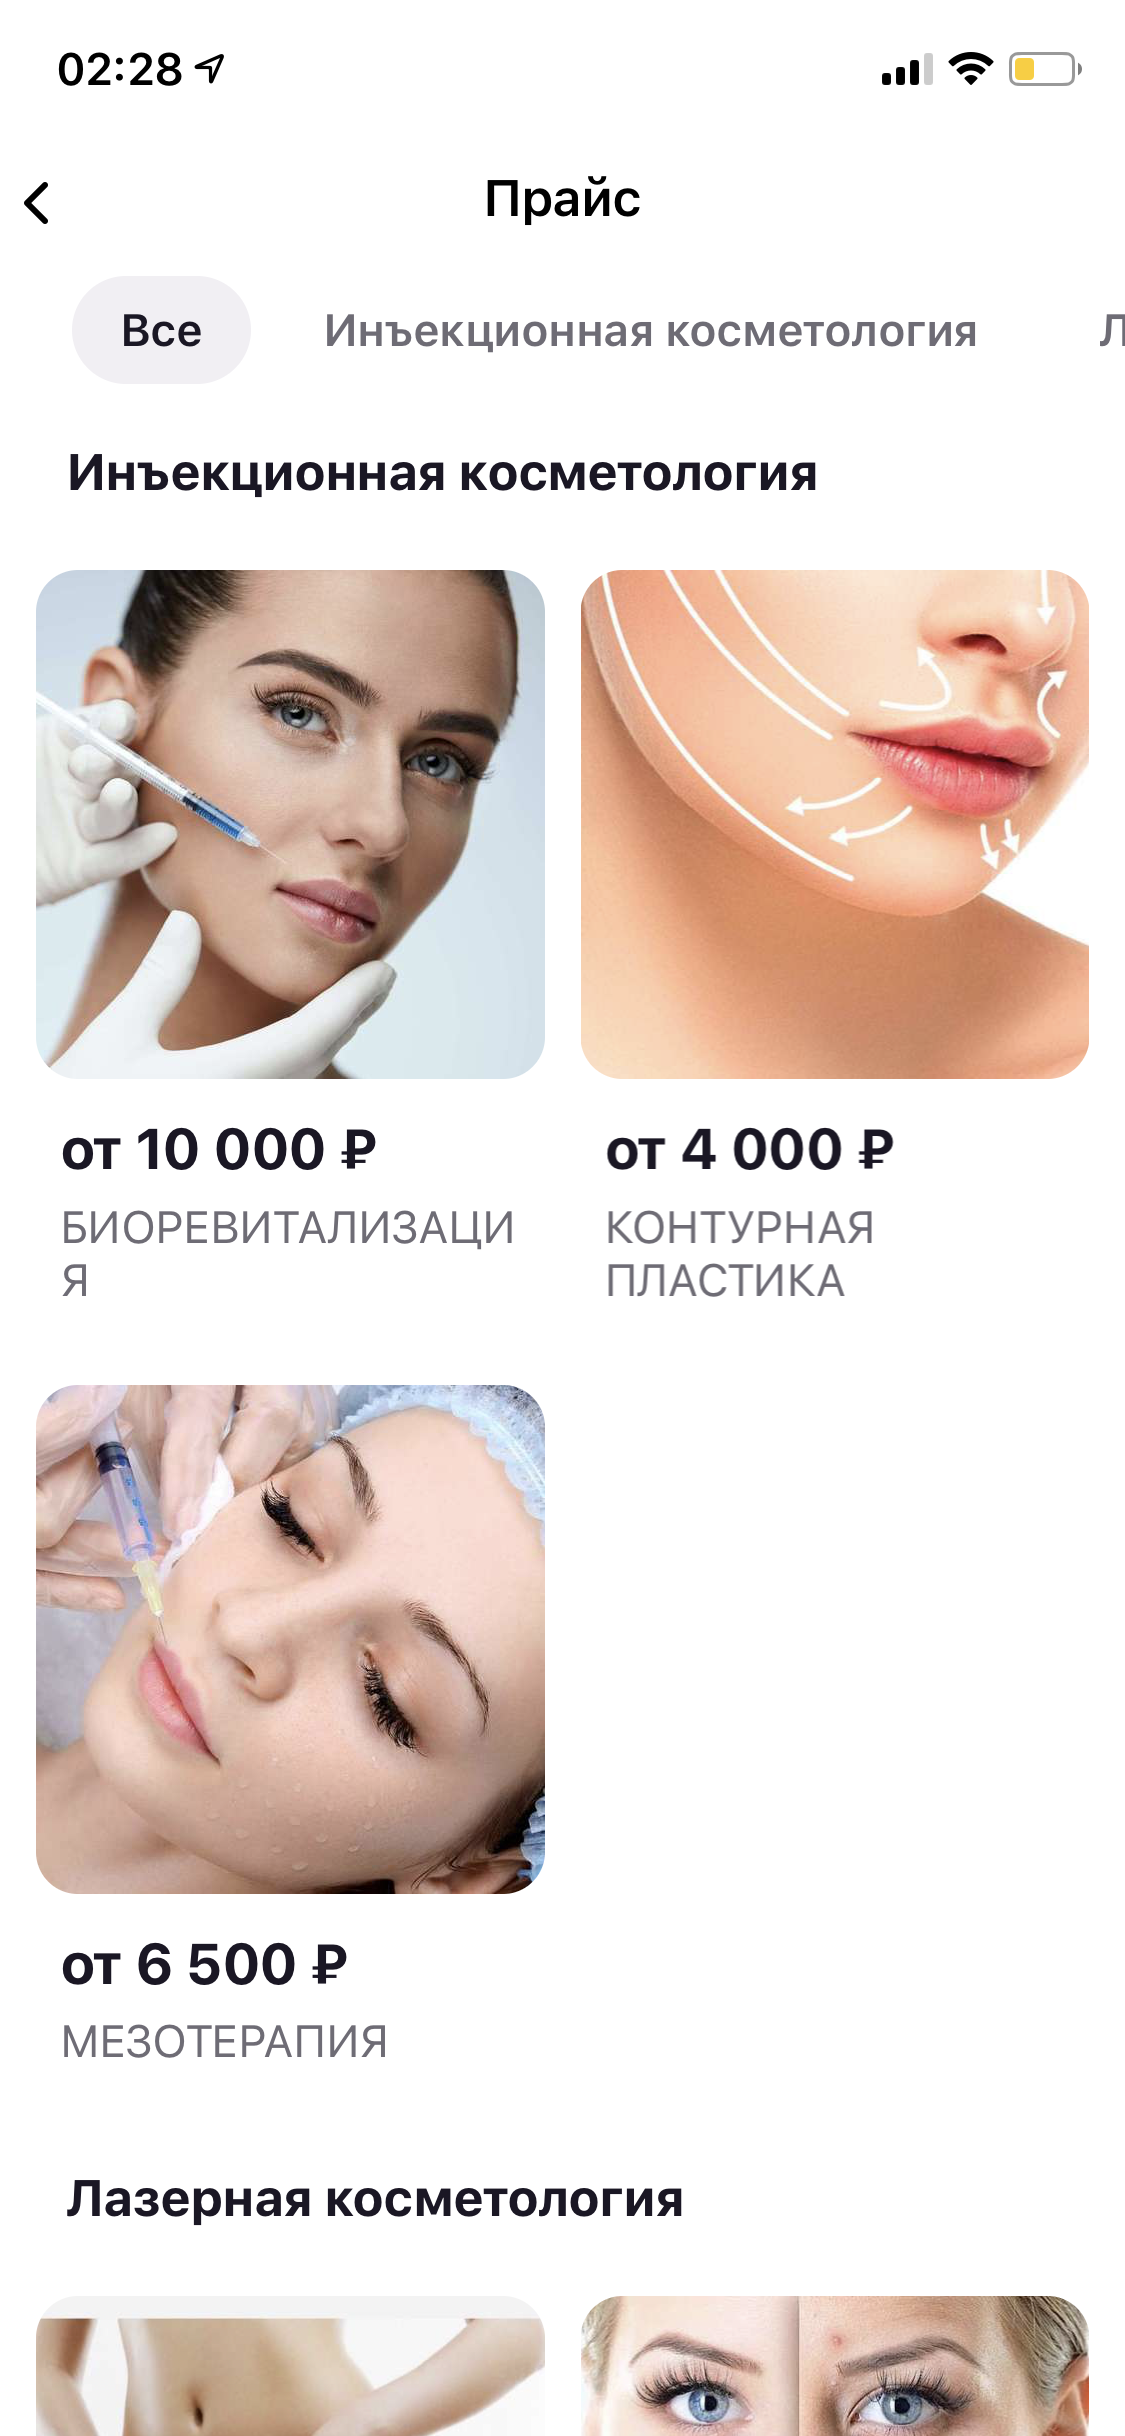 02:28
Прайс
Все
Инъекционная косметология
Л
Инъекционная косметология
от 10 000 ₽
БИОРЕВИТАЛИЗАЦИ
Я
от 4 000 ₽
КОНТУРНАЯ
ПЛАСТИКА
от 6 500 ₽
МЕЗОТЕРАПИЯ
Лазерная косметология